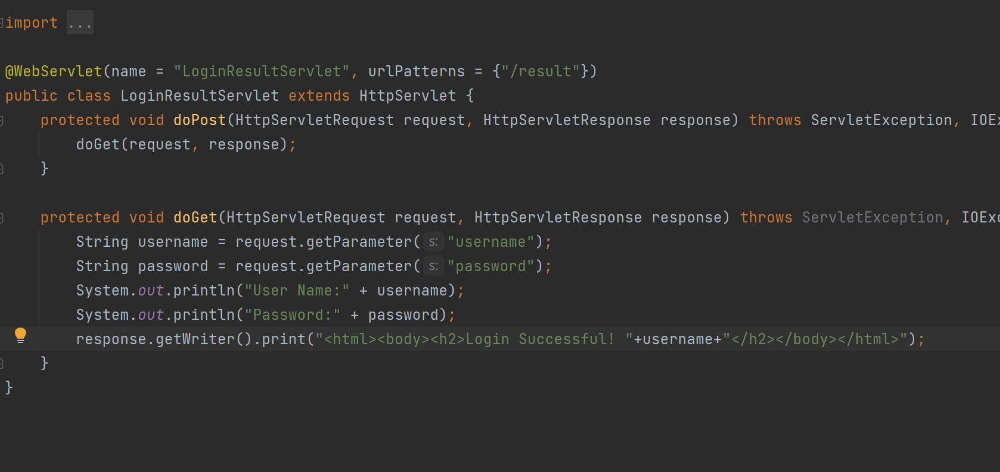 import ...
@WebServlet(name = "LoginResultServlet", urlPatterns = {"/result"})
public class LoginResultServlet extends HttpServlet {
protected void doPost(HttpServletRequest request, HttpServletResponse response) throws ServletException, IOEx
doGet(request, response);
}
protected void doGet(HttpServletRequest request, HttpServletResponse response) throws ServletException, IOExc
String username = request.getParameter( s: "username");
String password = request.getParameter( s: "password");
System.out.println("User Name:" + username);
System.out.println("Password:" + password);
response.getWriter().print("<html><body><h2>Login Successful! "+username+"</h2></body></html>");
}
}